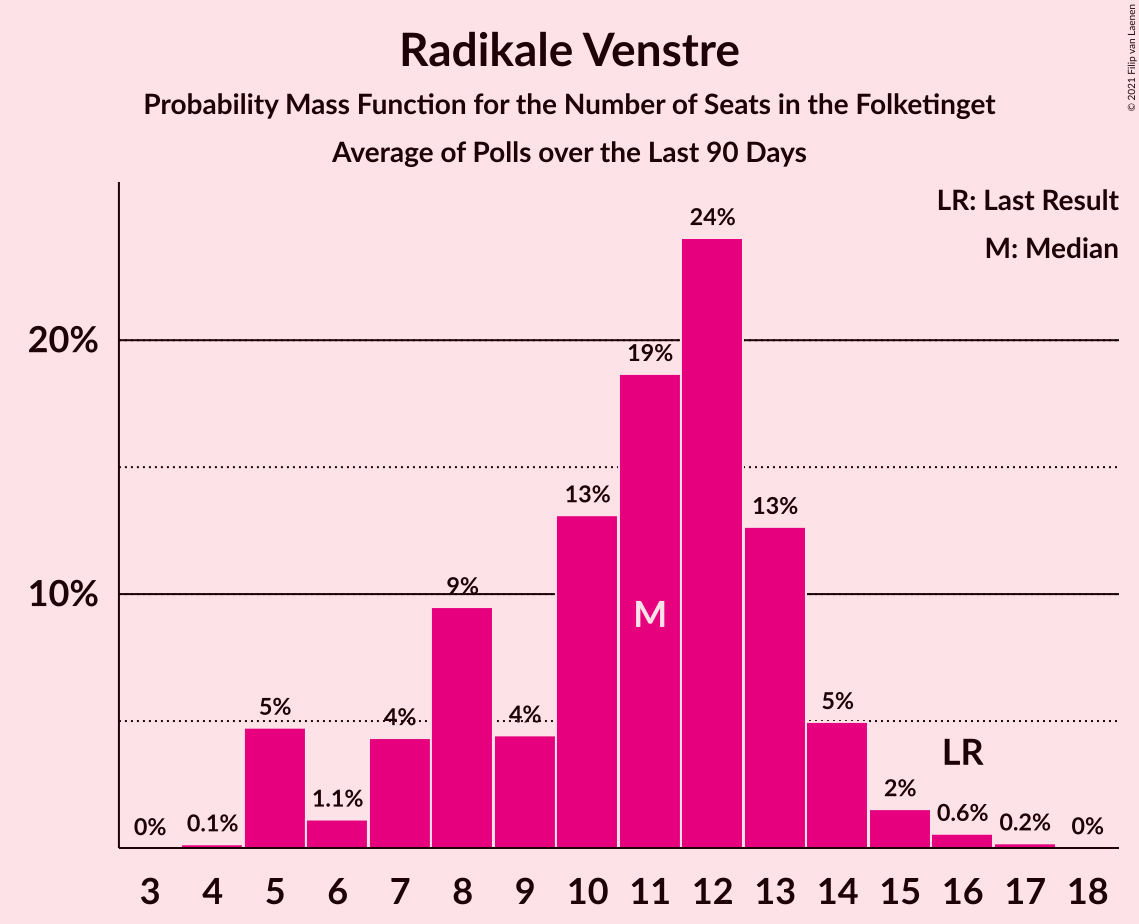 Radikale Venstre
Probability Mass Function for the Number of Seats in the Folketinget
Average of Polls over the Last 90 Days
© 2021 Filip van Laenen
LR: Last Result
M: Median
24%
20%
19%
13%
13%
10%
9%
M
5%
5%
4%
4%
LR
2%
1.1%
0.6%
0%
0.1%
0.2%
0%
3 4 5 6 7 8 9 10 11 12 13 14 15 16 17 18